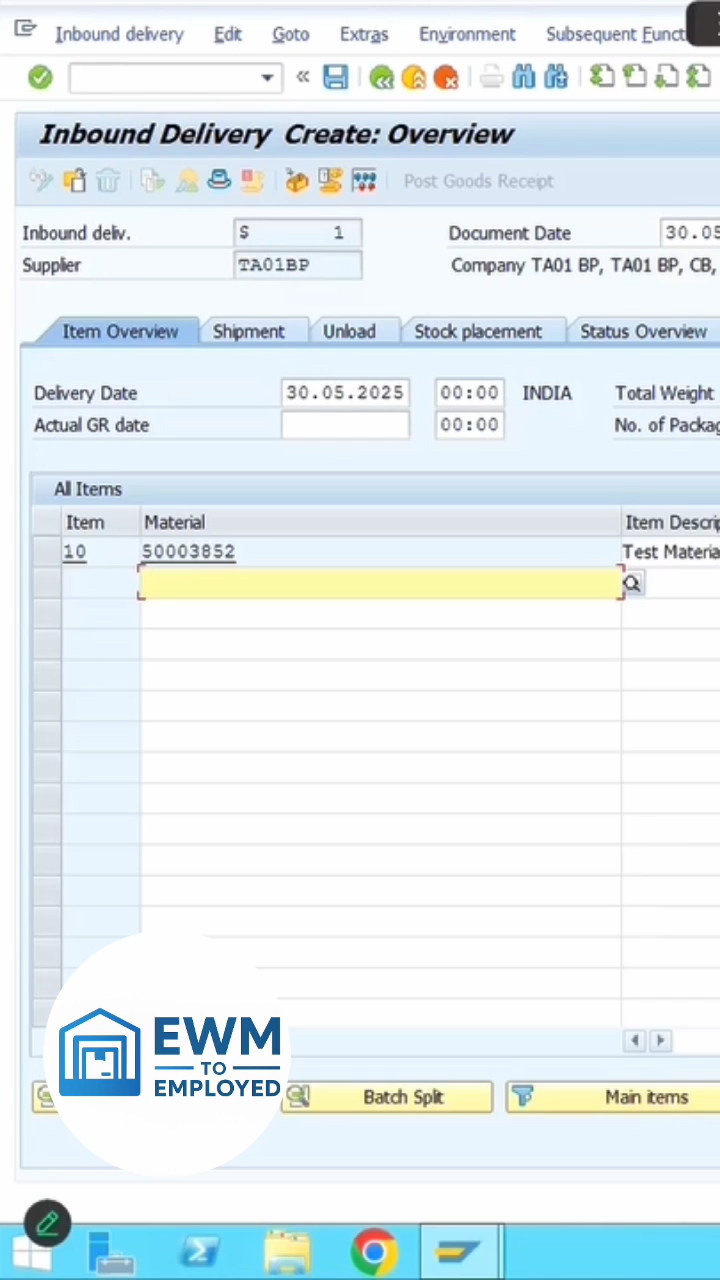 Inbound delivery Edit Goto Extras Environment Subsequent Funct
Inbound Delivery Create: Overview
Post Goods Receipt
Inbound deliv. $ 1 Document Date 30.05
Supplier TA01BP Company TA01 BP, TA01 BP, CB,
Item Overview Shipment Unload Stock placement Status Overview
Delivery Date 30.05.2025 00:00 INDIA Total Weight
Actual GR date 00:00 No. of Packag
All Items
Item Material Item Descrip
10 50003852 Test Materia
EWM
TO
EMPLOYED
Batch Split Main items